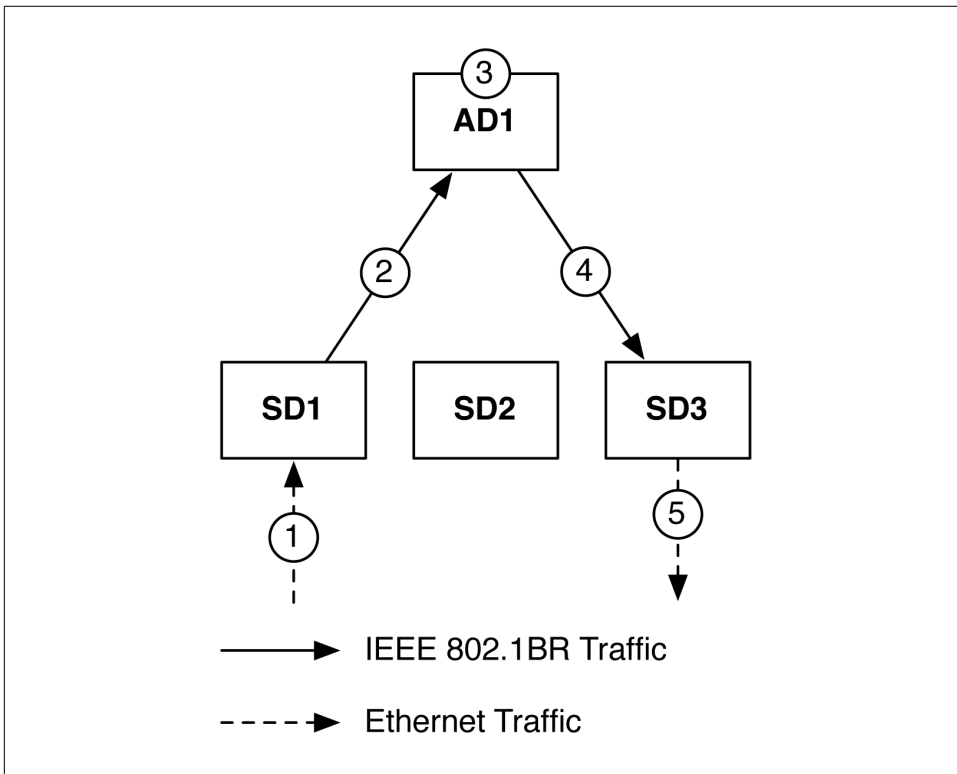 3
AD1
2
4
SD1
SD2
SD3
1
5
IEEE 802.1BR Traffic
Ethernet Traffic